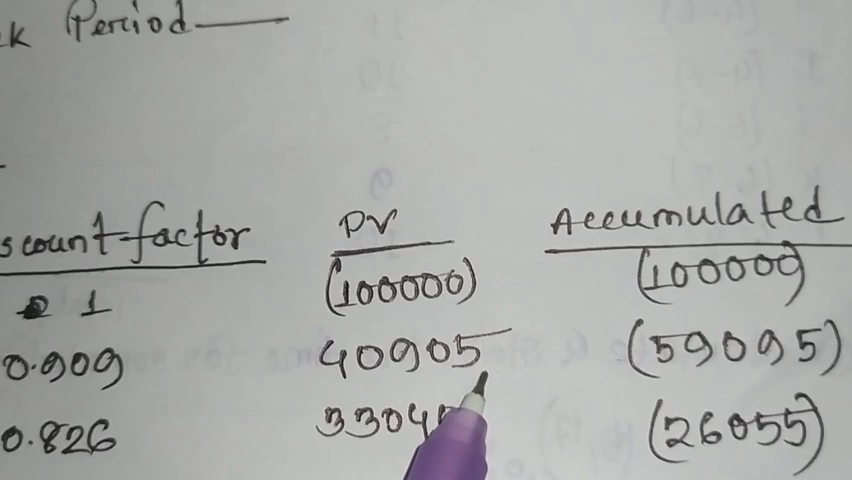 k Period
scount factor PV Accumulated
1 (100000) (100000)
0.909 40905 (59095)
0.826 (26055)